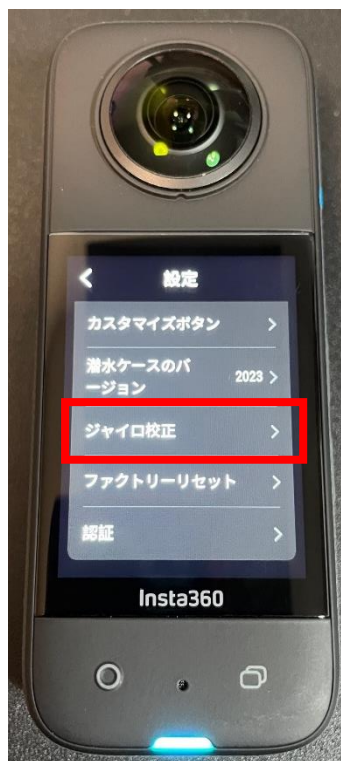 設定
カスタマイズボタン
潜水ケースのバ
ージョン
2023
ジャイロ校正
ファクトリーリセット
認証
Insta360